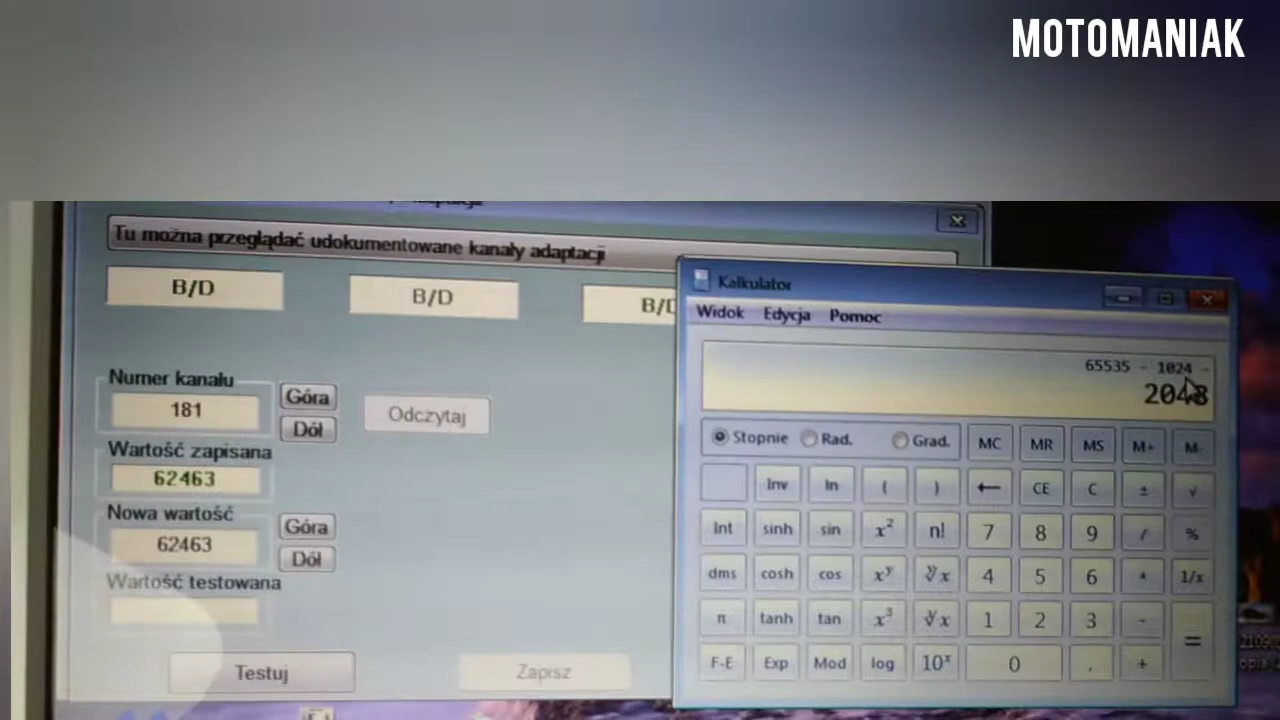 MOTOMANIAK
Tu można przeglądać udokumentowane kanały adaptacji
B/D
B/D
B/D
Numer kanału
181
Góra
Dół
Odczytaj
Wartość zapisana
62463
Nowa wartość
62463
Góra
Dół
Wartość testowana
Testuj
Zapisz
Kalkulator
Widok Edycja Pomoc
65535 - 1024 -
2048
Stopnie Rad. Grad. MC MR MS M+ M-
Inv ln ( ) ← CE C ± √
Int sinh sin x² n! 7 8 9 / %
dms cosh cos xʸ ʸ√x 4 5 6 * 1/x
π tanh tan x³ ³√x 1 2 3 - =
F-E Exp Mod log 10ˣ 0 , +